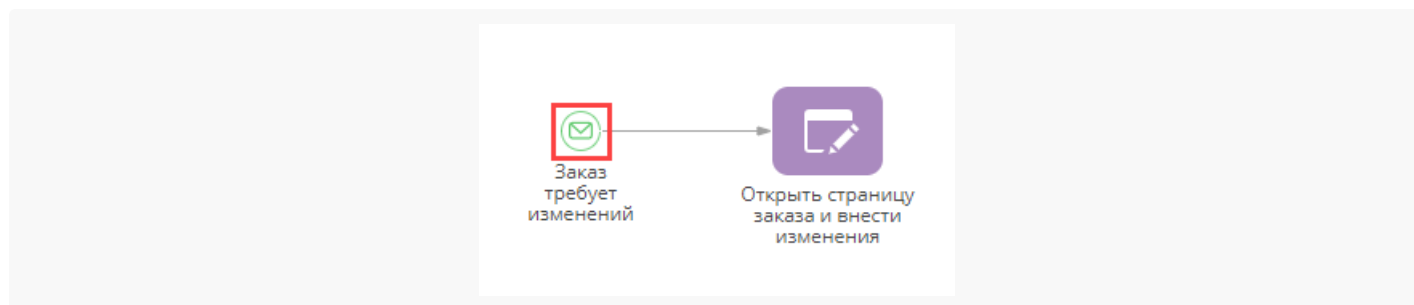 Заказ
требует
изменений
Открыть страницу
заказа и внести
изменения